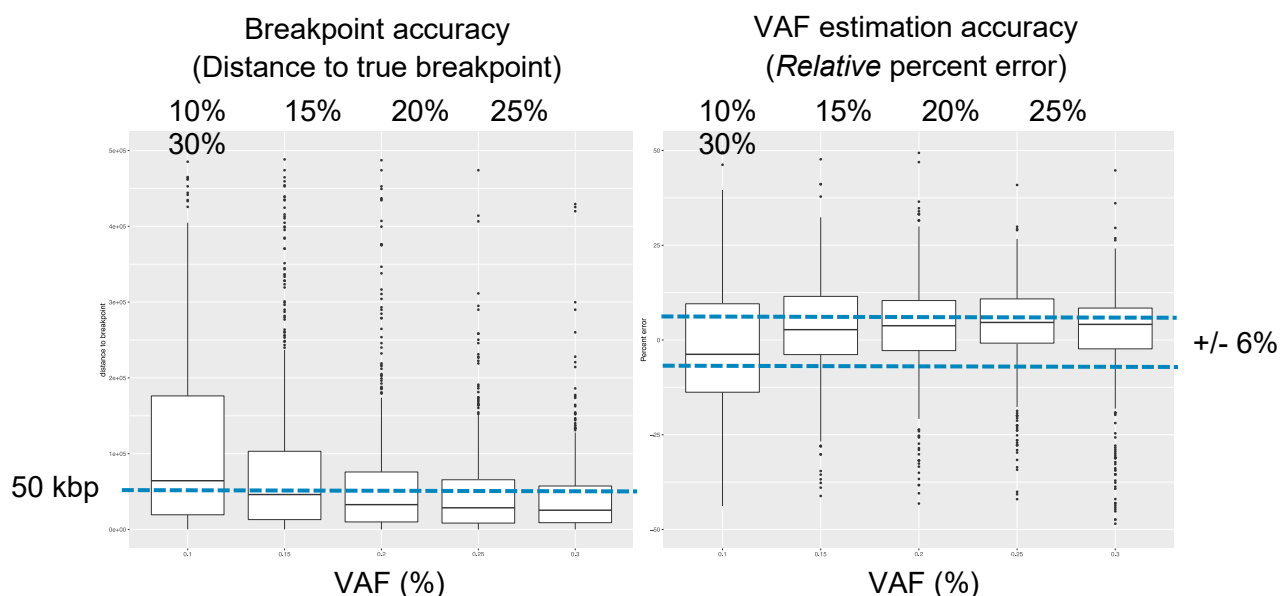 Breakpoint accuracy
(Distance to true breakpoint)
10% 15% 20% 25%
30%
5e+05
4e+05
3e+05
2e+05
1e+05
0e+00
distance to breakpoint
50 kbp
0.1 0.15 0.2 0.25 0.3
VAF (%)
VAF estimation accuracy
(Relative percent error)
10% 15% 20% 25%
30%
50
25
0
−25
−50
Percent error
+/- 6%
0.1 0.15 0.2 0.25 0.3
VAF (%)